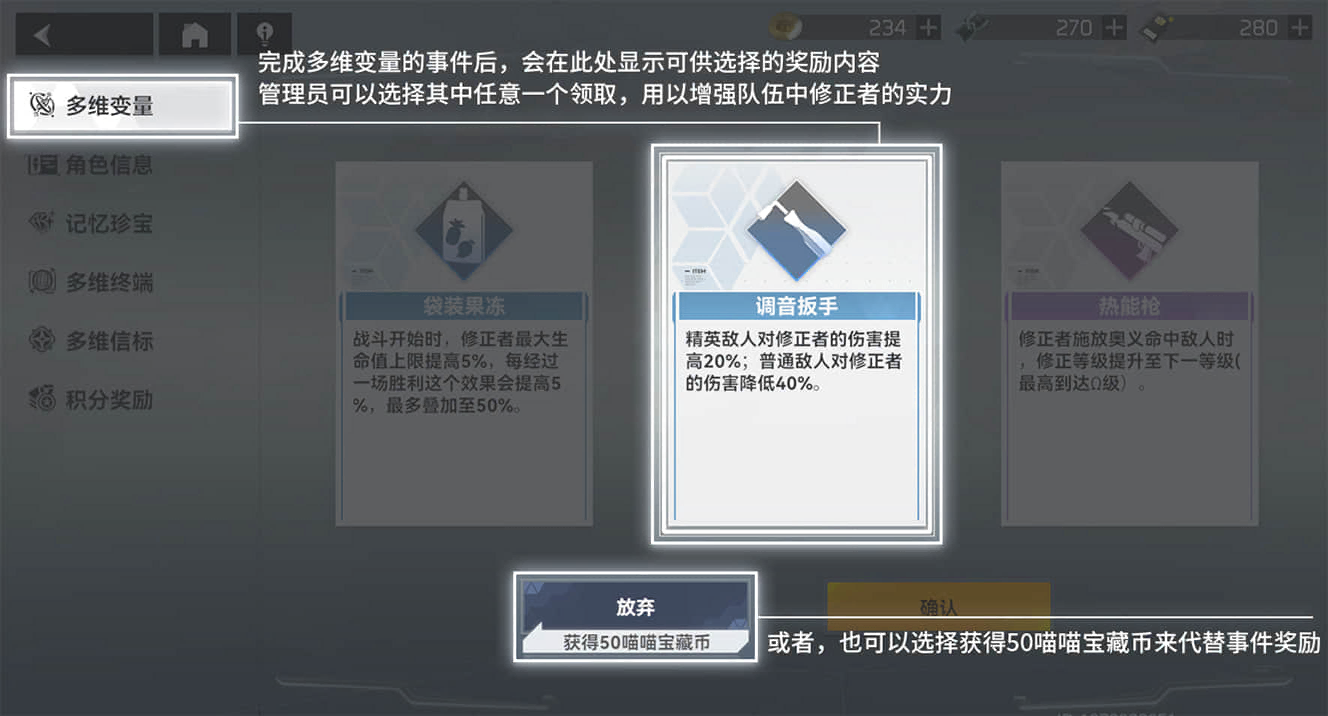 234
270
280
完成多维变量的事件后，会在此处显示可供选择的奖励内容
管理员可以选择其中任意一个领取，用以增强队伍中修正者的实力
多维变量
角色信息
记忆珍宝
多维终端
多维信标
积分奖励
ITEM
袋装果冻
战斗开始时，修正者最大生
命值上限提高5%，每经过
一场胜利这个效果会提高5
%，最多叠加至50%。
ITEM
调音扳手
精英敌人对修正者的伤害提
高20%；普通敌人对修正者
的伤害降低40%。
ITEM
热能枪
修正者施放奥义命中敌人时
，修正等级提升至下一等级(
最高到达Ω级）。
放弃
获得50喵喵宝藏币
确认
或者，也可以选择获得50喵喵宝藏币来代替事件奖励